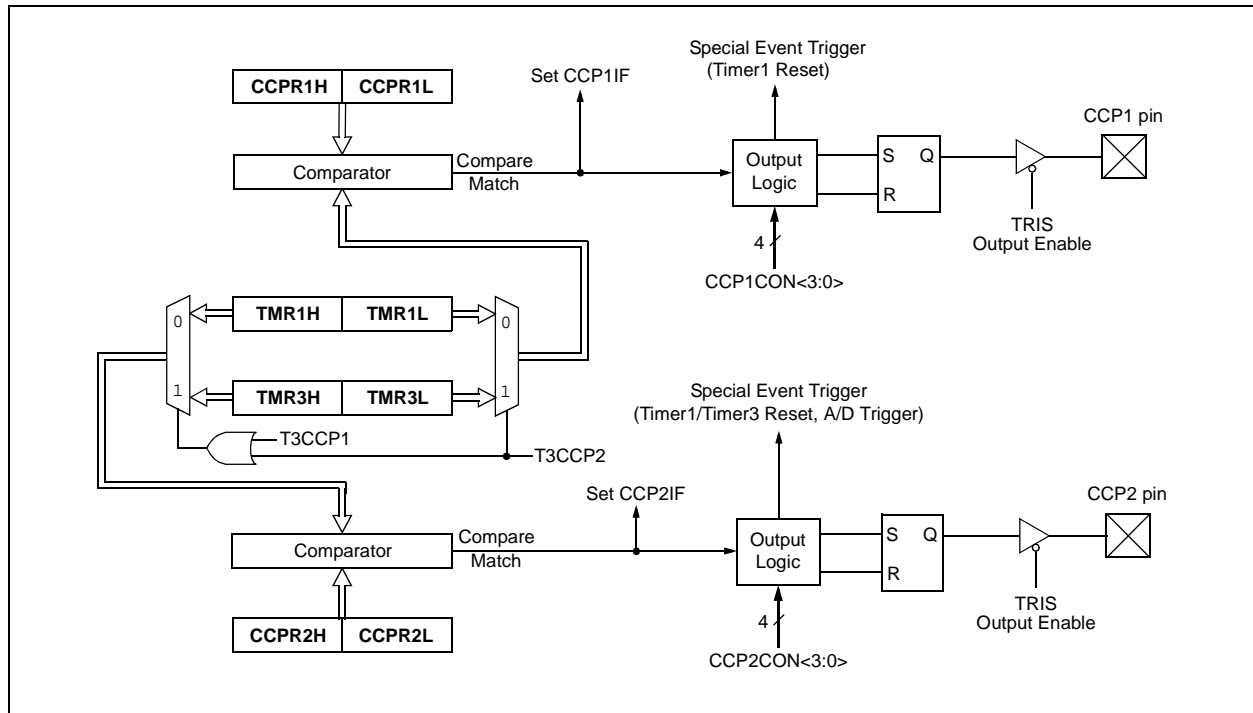 Special Event Trigger
(Timer1 Reset)
Set CCP1IF
CCPR1H CCPR1L
CCP1 pin
Comparator
Compare
Match
Output
Logic
S Q
R
TRIS
Output Enable
4
CCP1CON<3:0>
0 TMR1H TMR1L 0
1 TMR3H TMR3L 1
T3CCP1
T3CCP2
Special Event Trigger
(Timer1/Timer3 Reset, A/D Trigger)
Set CCP2IF
CCP2 pin
Comparator
Compare
Match
Output
Logic
S Q
R
TRIS
Output Enable
4
CCPR2H CCPR2L
CCP2CON<3:0>